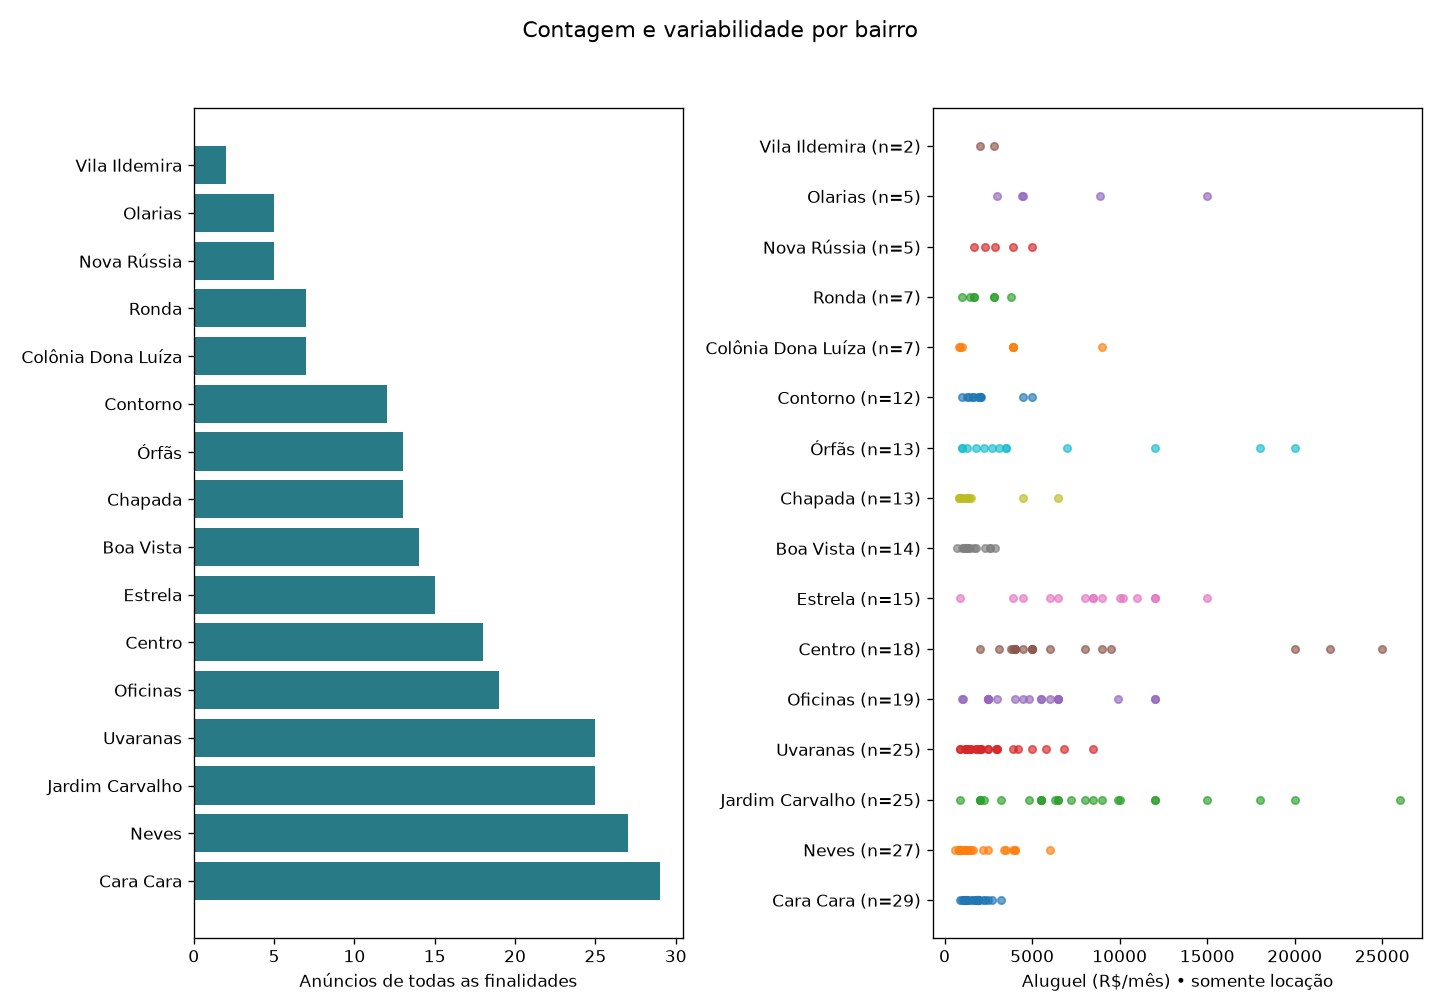 Contagem e variabilidade por bairro
Vila Ildemira
Olarias
Nova Rússia
Ronda
Colônia Dona Luíza
Contorno
Órfãs
Chapada
Boa Vista
Estrela
Centro
Oficinas
Uvaranas
Jardim Carvalho
Neves
Cara Cara
0 5 10 15 20 25 30
Anúncios de todas as finalidades
Vila Ildemira (n=2)
Olarias (n=5)
Nova Rússia (n=5)
Ronda (n=7)
Colônia Dona Luíza (n=7)
Contorno (n=12)
Órfãs (n=13)
Chapada (n=13)
Boa Vista (n=14)
Estrela (n=15)
Centro (n=18)
Oficinas (n=19)
Uvaranas (n=25)
Jardim Carvalho (n=25)
Neves (n=27)
Cara Cara (n=29)
0 5000 10000 15000 20000 25000
Aluguel (R$/mês) • somente locação